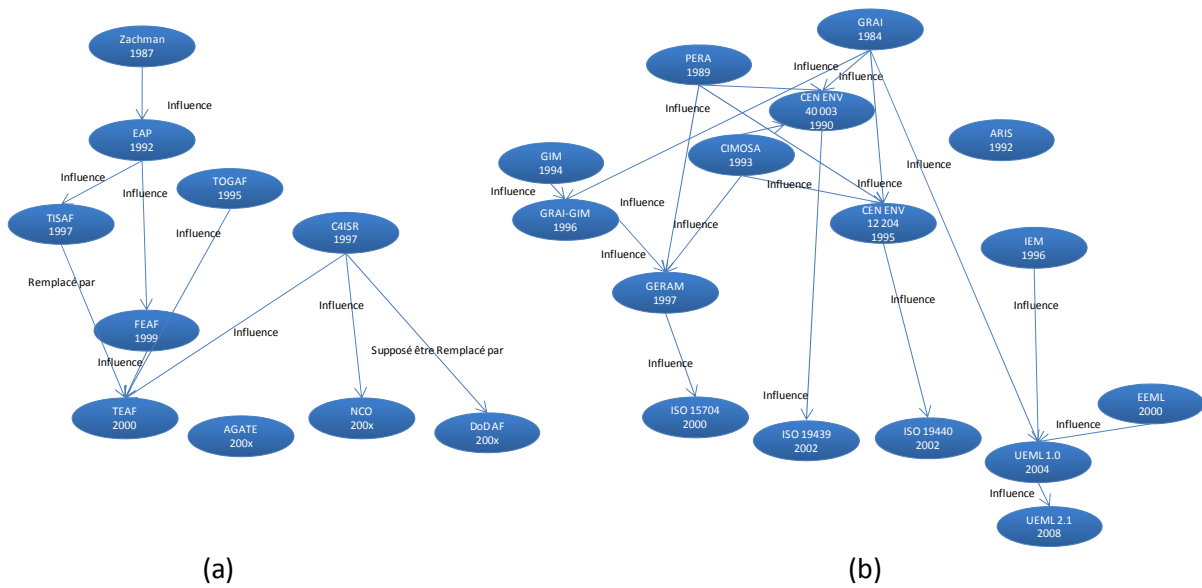 Zachman
1987
Influence
EAP
1992
Influence
Influence
TOGAF
1995
TISAF
1997
Influence
C4ISR
1997
Remplacé par
FEAF
1999
Influence
Influence
Influence
Supposé être Remplacé par
TEAF
2000
AGATE
200x
NCO
200x
DoDAF
200x
(a)
GRAI
1984
PERA
1989
Influence
Influence
Influence
CEN ENV
40 003
1990
ARIS
1992
GIM
1994
CIMOSA
1993
Influence
Influence
Influence
Influence
GRAI-GIM
1996
Influence
CEN ENV
12 204
1995
Influence
IEM
1996
GERAM
1997
Influence
Influence
Influence
ISO 15704
2000
Influence
ISO 19439
2002
ISO 19440
2002
EEML
2000
Influence
UEML 1.0
2004
Influence
UEML 2.1
2008
(b)